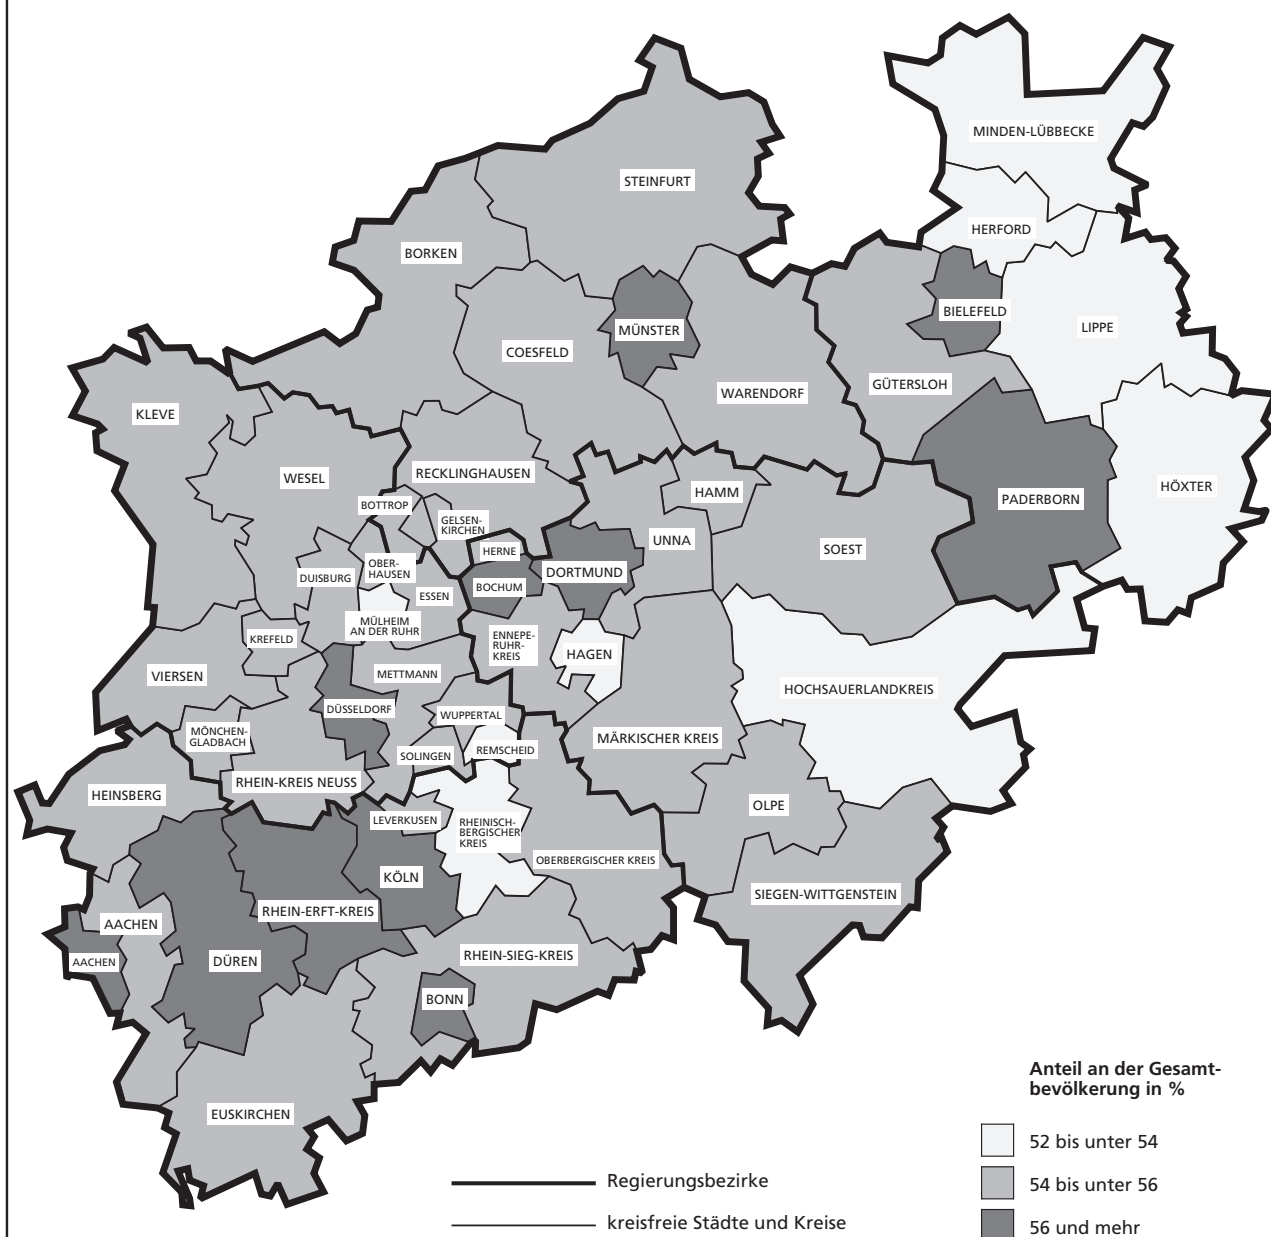 MINDEN-LÜBBECKE
STEINFURT
HERFORD
BORKEN
BIELEFELD
LIPPE
MÜNSTER
COESFELD
GÜTERSLOH
WARENDORF
KLEVE
RECKLINGHAUSEN
WESEL
HÖXTER
HAMM
PADERBORN
BOTTROP
GELSEN-
KIRCHEN
UNNA
SOEST
HERNE
OBER-
HAUSEN
DORTMUND
DUISBURG
BOCHUM
ESSEN
MÜLHEIM
AN DER RUHR
KREFELD
ENNEPE-
RUHR-
KREIS
HAGEN
VIERSEN
METTMANN
HOCHSAUERLANDKREIS
DÜSSELDORF
WUPPERTAL
MÖNCHEN-
GLADBACH
MÄRKISCHER KREIS
REMSCHEID
SOLINGEN
RHEIN-KREIS NEUSS
HEINSBERG
OLPE
LEVERKUSEN
RHEINISCH-
BERGISCHER
KREIS
OBERBERGISCHER KREIS
KÖLN
SIEGEN-WITTGENSTEIN
RHEIN-ERFT-KREIS
AACHEN
RHEIN-SIEG-KREIS
AACHEN
DÜREN
BONN
EUSKIRCHEN
Anteil an der Gesamt-
bevölkerung in %
52 bis unter 54
54 bis unter 56
56 und mehr
Regierungsbezirke
kreisfreie Städte und Kreise